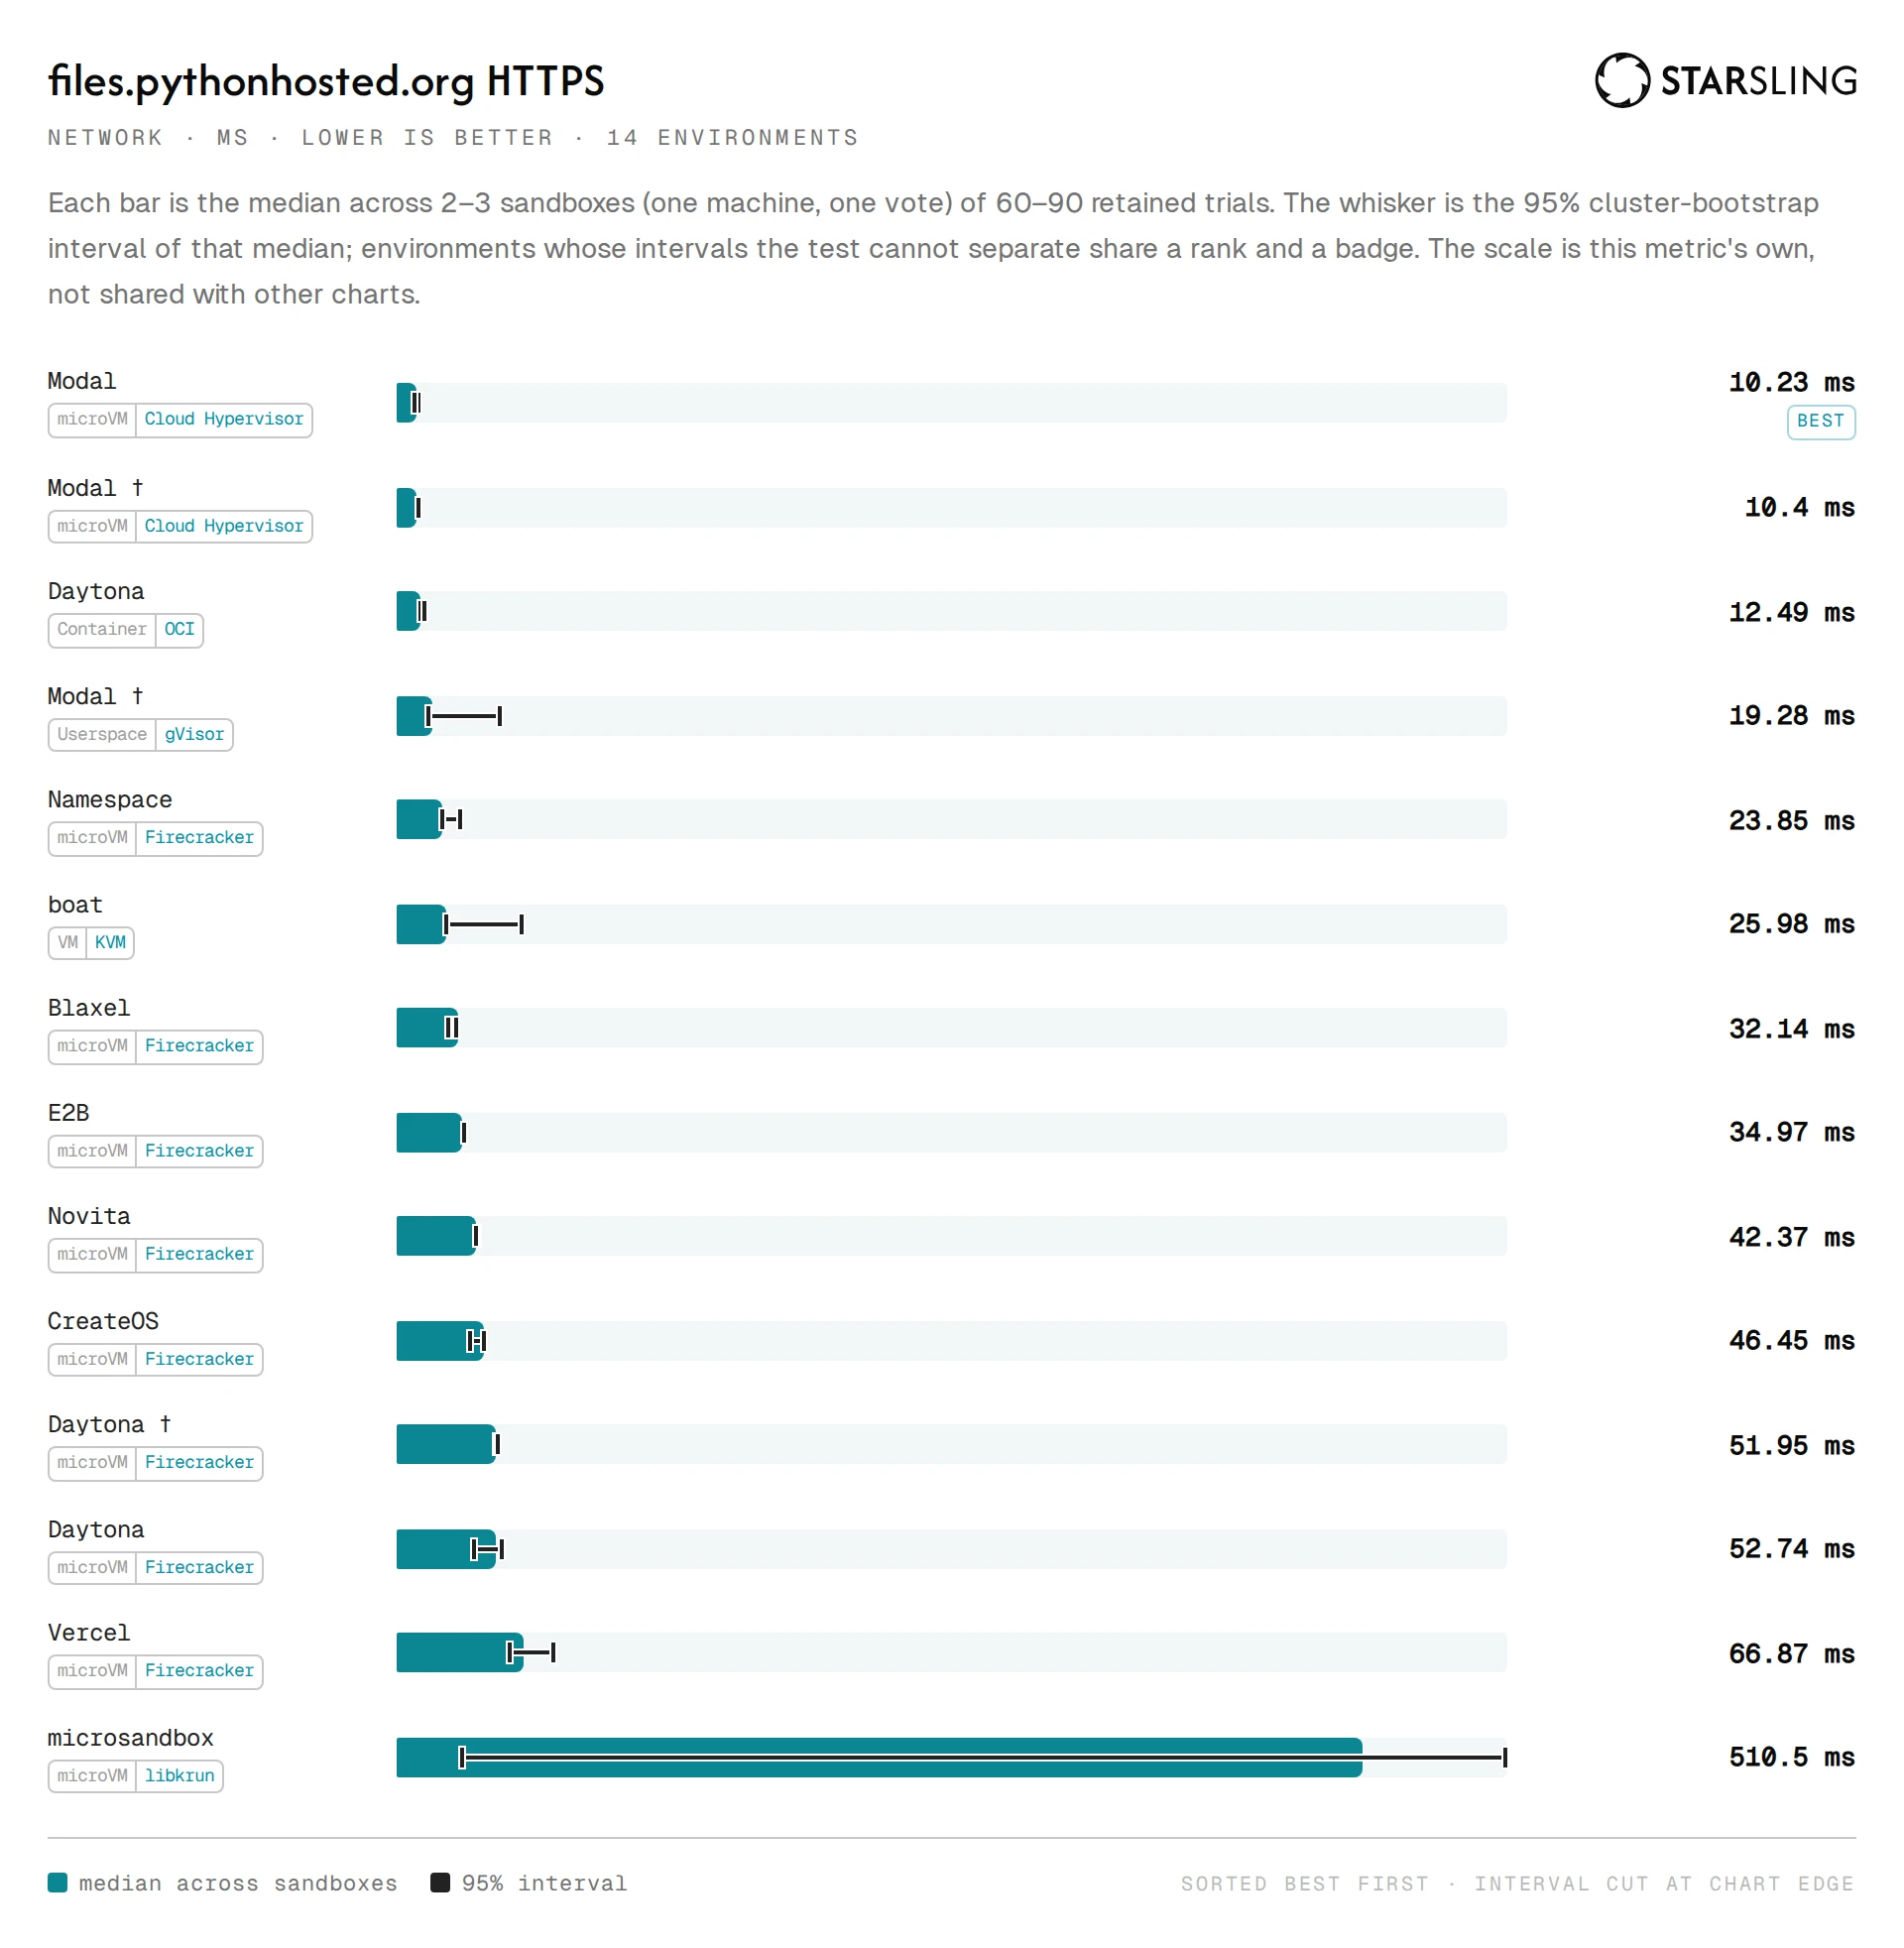 files.pythonhosted.org HTTPS
STARSLING
NETWORK · MS · LOWER IS BETTER · 14 ENVIRONMENTS
Each bar is the median across 2–3 sandboxes (one machine, one vote) of 60–90 retained trials. The whisker is the 95% cluster-bootstrap
interval of that median; environments whose intervals the test cannot separate share a rank and a badge. The scale is this metric's own,
not shared with other charts.
Modal
microVM Cloud Hypervisor
10.23 ms
BEST
Modal †
microVM Cloud Hypervisor
10.4 ms
Daytona
Container OCI
12.49 ms
Modal †
Userspace gVisor
19.28 ms
Namespace
microVM Firecracker
23.85 ms
boat
VM KVM
25.98 ms
Blaxel
microVM Firecracker
32.14 ms
E2B
microVM Firecracker
34.97 ms
Novita
microVM Firecracker
42.37 ms
CreateOS
microVM Firecracker
46.45 ms
Daytona †
microVM Firecracker
51.95 ms
Daytona
microVM Firecracker
52.74 ms
Vercel
microVM Firecracker
66.87 ms
microsandbox
microVM libkrun
510.5 ms
median across sandboxes 95% interval
SORTED BEST FIRST · INTERVAL CUT AT CHART EDGE